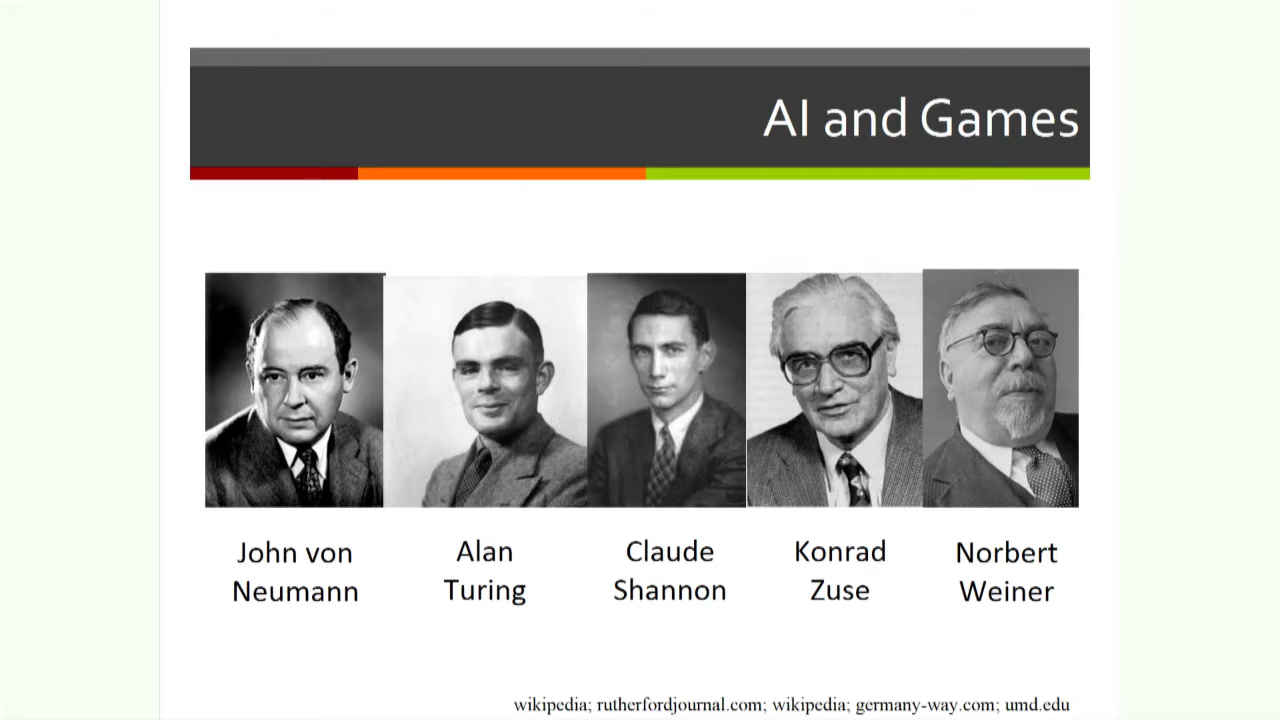 AI and Games
John von
Neumann
Alan
Turing
Claude
Shannon
Konrad
Zuse
Norbert
Weiner
wikipedia; rutherfordjournal.com; wikipedia; germany-way.com; umd.edu